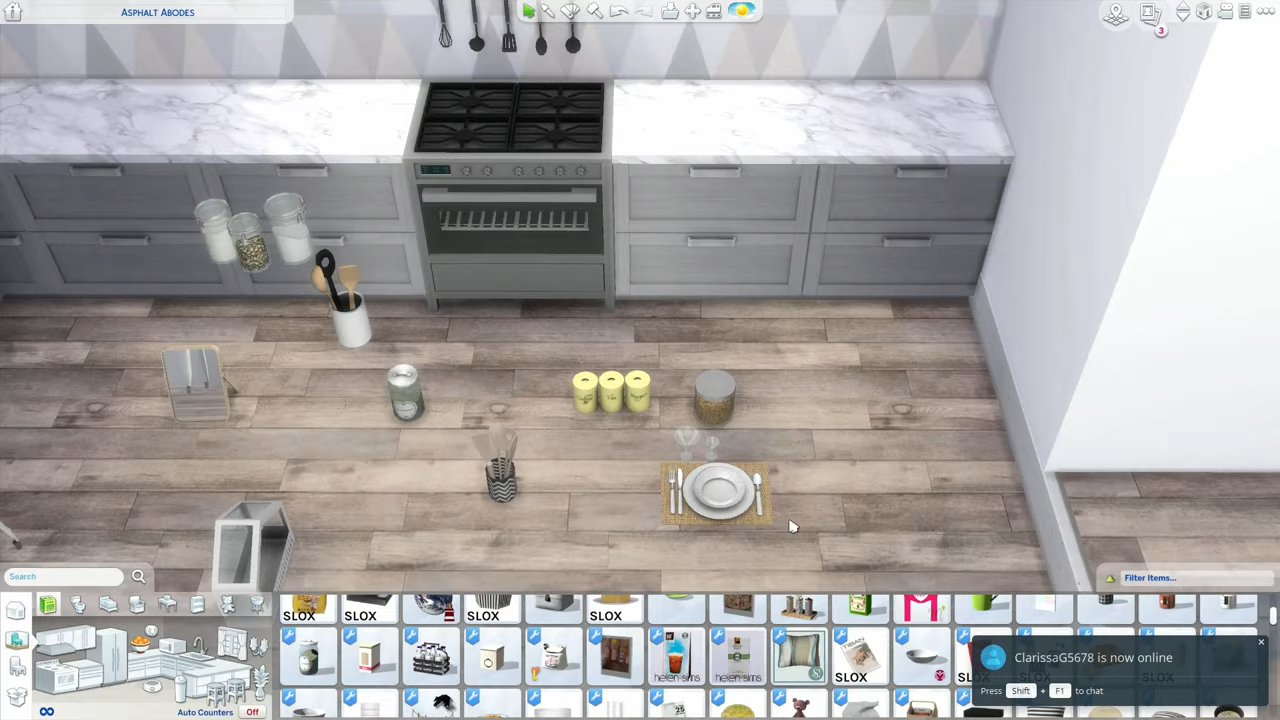 ASPHALT ABODES
3
Search
Filter Items...
SLOX
SLOX
SLOX
SLOX
helen-sims
helen-sims
SLOX
ClarissaG5678 is now online
Press Shift + F1 to chat
Auto Counters Off